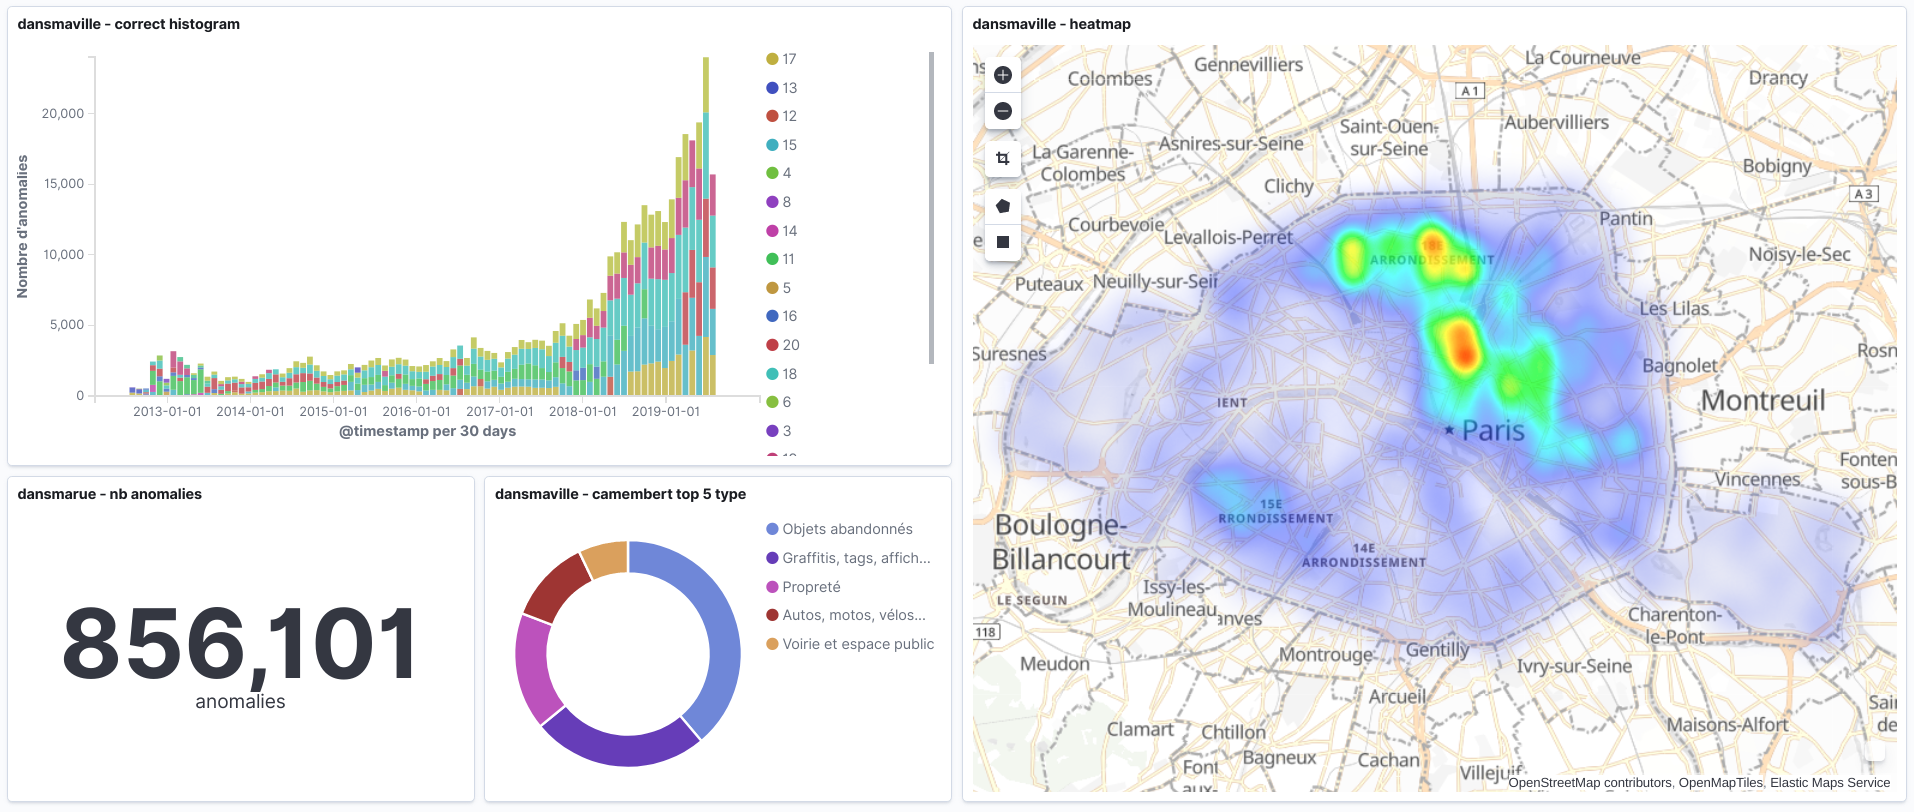 dansmaville - correct histogram
Nombre d'anomalies
20,000
15,000
10,000
5,000
0
2013-01-01
2014-01-01
2015-01-01
2016-01-01
2017-01-01
2018-01-01
2019-01-01
@timestamp per 30 days
17
13
12
15
4
8
14
11
5
16
20
18
6
3
dansmarue - nb anomalies
856,101
anomalies
dansmaville - camembert top 5 type
Objets abandonnés
Graffitis, tags, affich...
Propreté
Autos, motos, vélos...
Voirie et espace public
dansmaville - heatmap
Colombes
Gennevilliers
La Courneuve
Drancy
A 1
Saint-Ouen-
sur-Seine
Aubervilliers
La Garenne-
Colombes
Asnires-sur-Seine
Bobigny
Clichy
A 3
Courbevoie
Levallois-Perret
Pantin
18E
ARRONDISSEMENT
Noisy-le-Sec
Puteaux
Neuilly-sur-Sei
Les Lilas
Suresnes
Rosn
Bagnolet
IENT
Montreuil
Paris
Fonten
sous-B
Vincennes
15E
RRONDISSEMENT
Boulogne-
Billancourt
14E
ARRONDISSEMENT
Issy-les-
Moulineau
anves
LE SEGUIN
118
Charenton-
le-Pont
Meudon
Montrouge
Gentilly
Ivry-sur-Seine
Arcueil
Clamart
Chtillon
Maisons-Alfort
Sai
de
Bagneux
Cachan
Font
aux-
Villejuif
OpenStreetMap contributors, OpenMapTiles, Elastic Maps Service